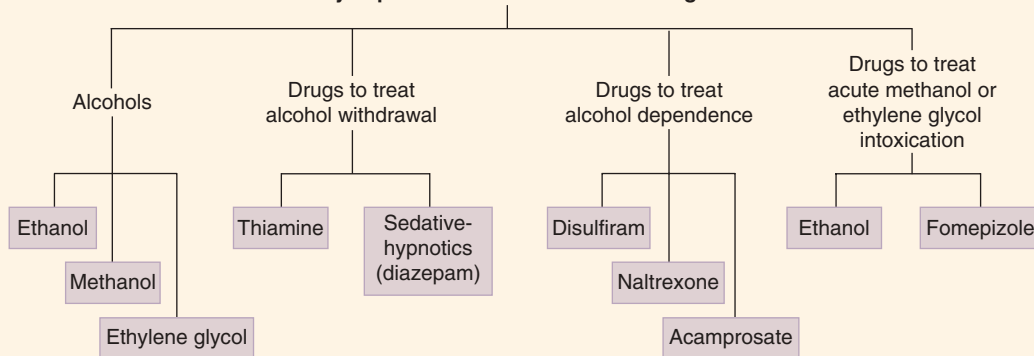 Alcohols
Drugs to treat
alcohol withdrawal
Drugs to treat
alcohol dependence
Drugs to treat
acute methanol or
ethylene glycol
intoxication
Ethanol
Methanol
Ethylene glycol
Thiamine
Sedative-
hypnotics
(diazepam)
Disulfiram
Naltrexone
Acamprosate
Ethanol
Fomepizole